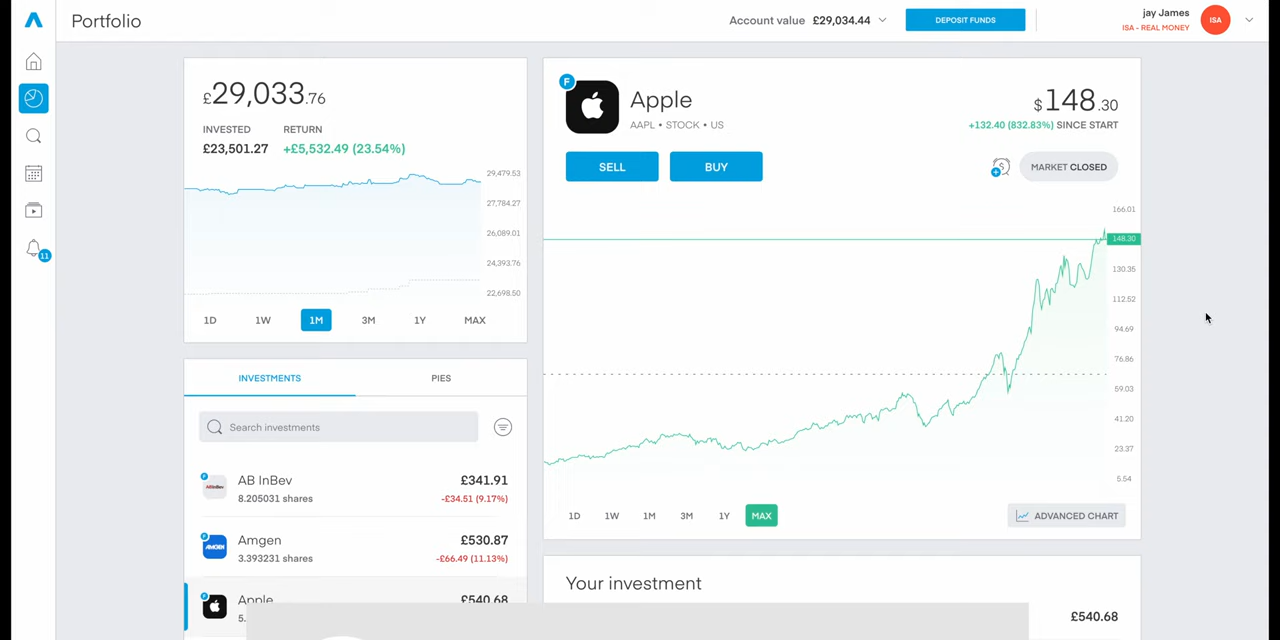 Portfolio
Account value £29,034.44
DEPOSIT FUNDS
jay James
ISA - REAL MONEY
ISA
11
£29,033.76
INVESTED RETURN
£23,501.27 +£5,532.49 (23.54%)
29,479.53
27,784.27
26,089.01
24,393.76
22,698.50
1D 1W 1M 3M 1Y MAX
INVESTMENTS PIES
Search investments
F
ABInBev
AB InBev £341.91
8.205031 shares -£34.51 (9.17%)
F
AMGEN
Amgen £530.87
3.393231 shares -£66.49 (11.13%)
F
Apple £540.68
5.
F
Apple
AAPL • STOCK • US
$148.30
+132.40 (832.83%) SINCE START
SELL BUY
MARKET CLOSED
166.01
148.30
130.35
112.52
94.69
76.86
59.03
41.20
23.37
5.54
1D 1W 1M 3M 1Y MAX
ADVANCED CHART
Your investment
£540.68